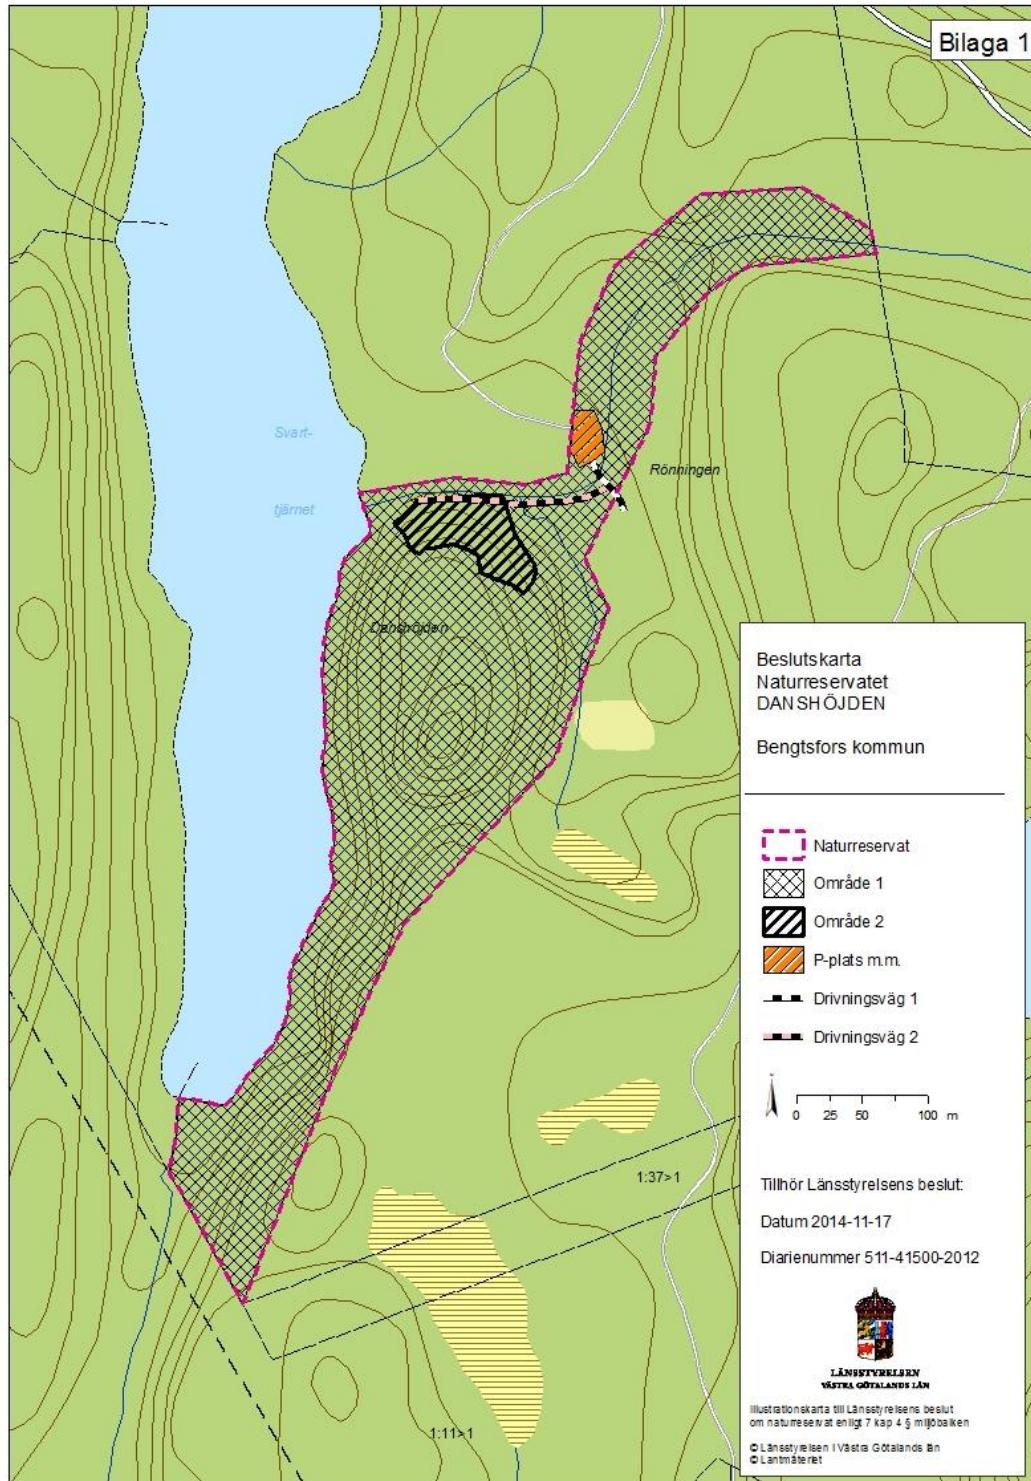 Bilaga 1
Svart-
tjärnet
Rönningen
Danshöjden
Beslutskarta
Naturreservatet
DANSHÖJDEN
Bengtsfors kommun
Naturreservat
Område 1
Område 2
P-plats m.m.
Drivningsväg 1
Drivningsväg 2
0 25 50 100 m
1:37>1
Tillhör Länsstyrelsens beslut:
Datum 2014-11-17
Diarienummer 511-41500-2012
LÄNSSTYRELSEN
VÄSTRA GÖTALANDS LÄN
Illustrationskarta till Länsstyrelsens beslut
om naturreservat enligt 7 kap 4 § miljöbalken
1:11>1
© Länsstyrelsen i Västra Götalands län
© Lantmäteriet